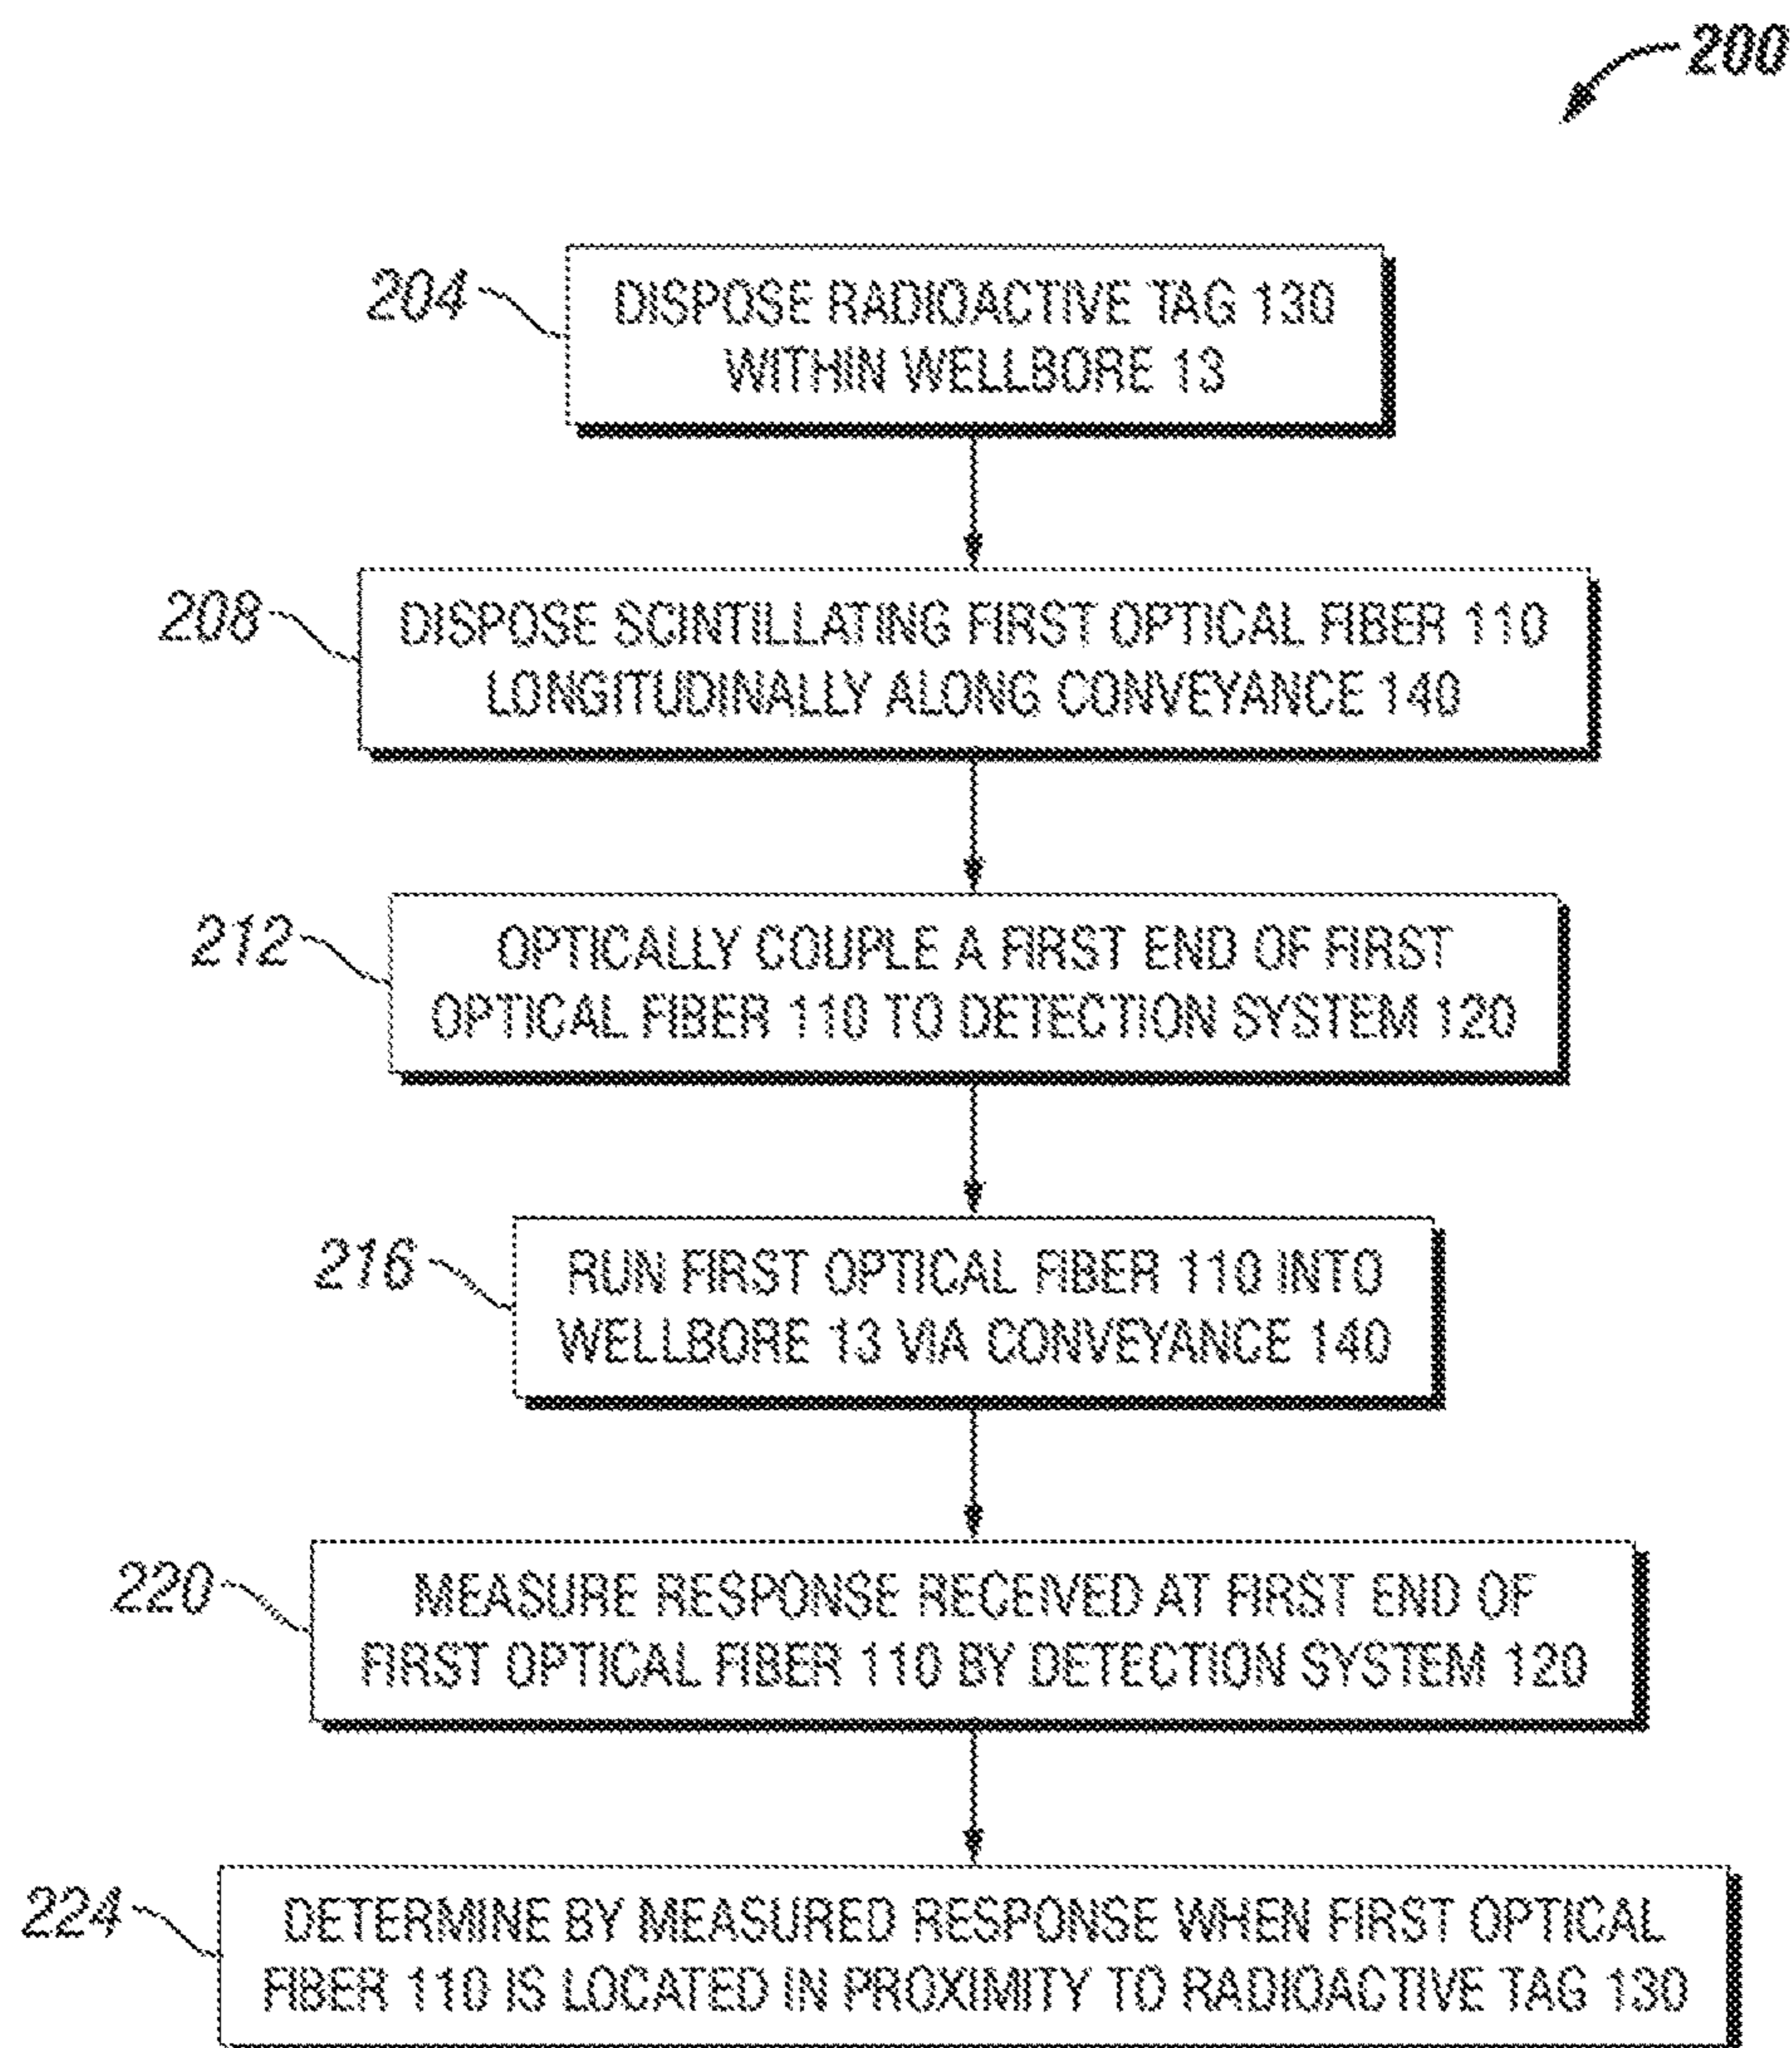 200
204
DISPOSE RADIOACTIVE TAG 130
WITHIN WELLBORE 13
208
DISPOSE SCINTILLATING FIRST OPTICAL FIBER 110
LONGITUDINALLY ALONG CONVEYANCE 140
212
OPTICALLY COUPLE A FIRST END OF FIRST
OPTICAL FIBER 110 TO DETECTION SYSTEM 120
216
RUN FIRST OPTICAL FIBER 110 INTO
WELLBORE 13 VIA CONVEYANCE 140
220
MEASURE RESPONSE RECEIVED AT FIRST END OF
FIRST OPTICAL FIBER 110 BY DETECTION SYSTEM 120
224
DETERMINE BY MEASURED RESPONSE WHEN FIRST OPTICAL
FIBER 110 IS LOCATED IN PROXIMITY TO RADIOACTIVE TAG 130